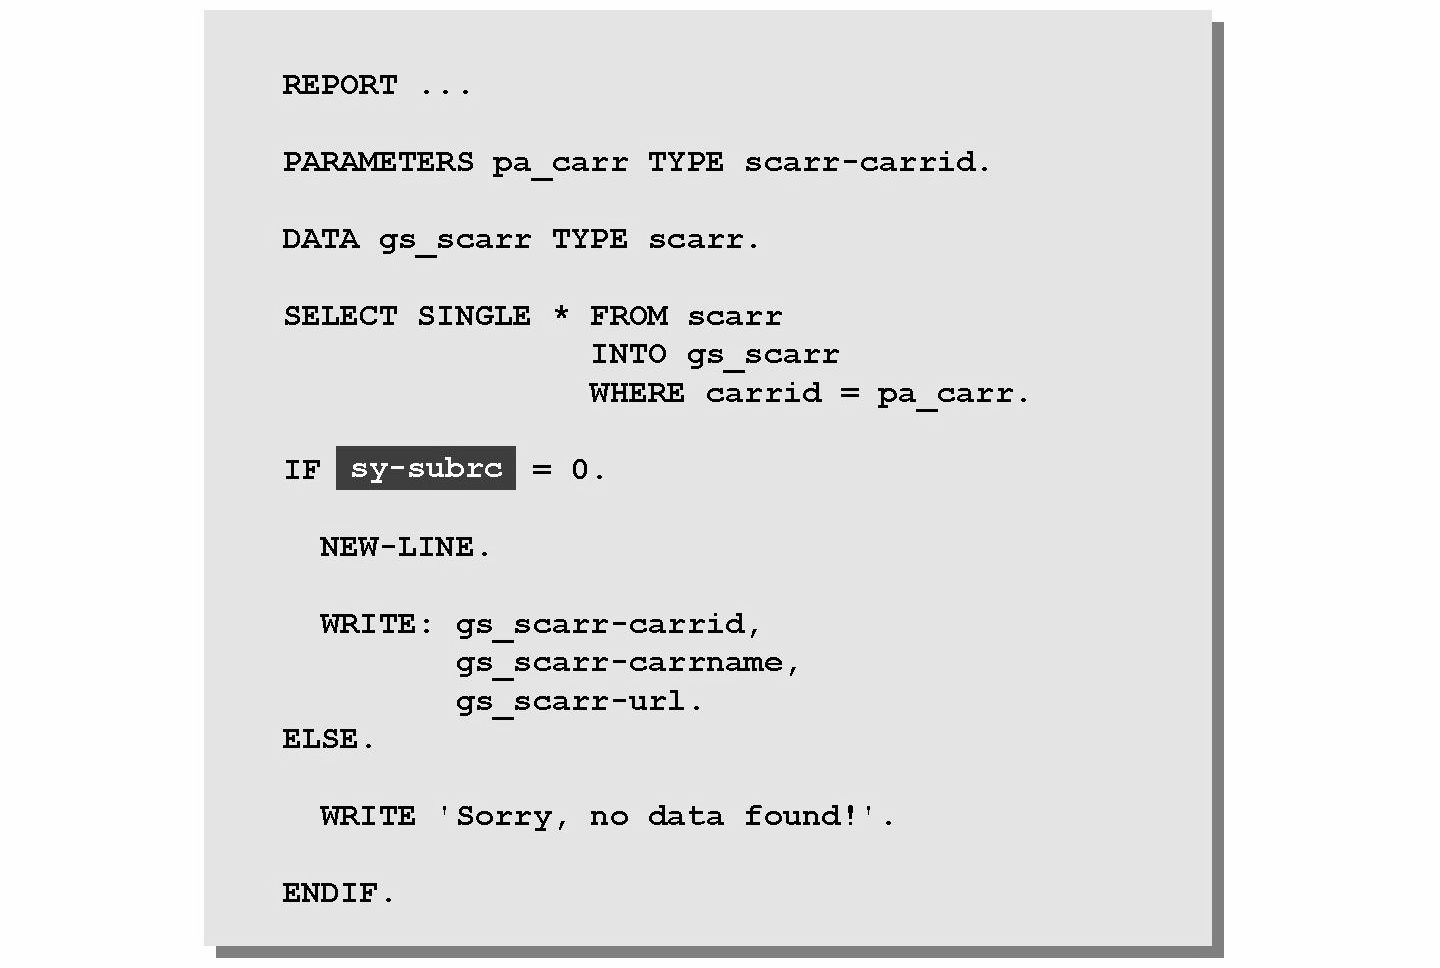 REPORT ...
PARAMETERS pa_carr TYPE scarr-carrid.
DATA gs_scarr TYPE scarr.
SELECT SINGLE * FROM scarr
INTO gs_scarr
WHERE carrid = pa_carr.
IF sy-subrc = 0.
NEW-LINE.
WRITE: gs_scarr-carrid,
gs_scarr-carrname,
gs_scarr-url.
ELSE.
WRITE 'Sorry, no data found!'.
ENDIF.